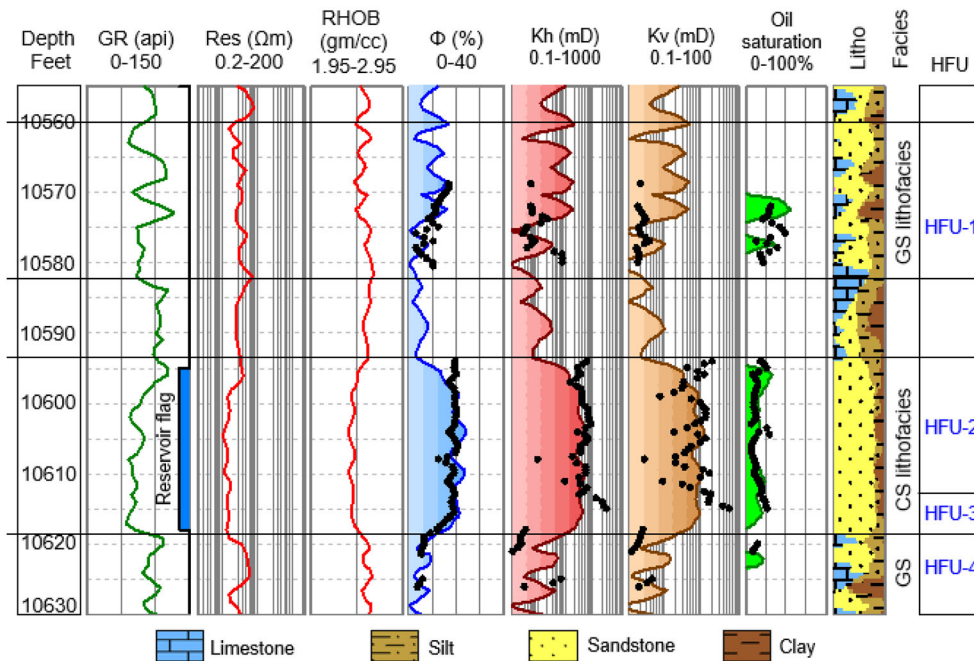 Depth
Feet
GR (api)
0-150
Res (Ωm)
0.2-200
RHOB
(gm/cc)
1.95-2.95
Φ (%)
0-40
Kh (mD)
0.1-1000
Kv (mD)
0.1-100
Oil
saturation
0-100%
Litho
Facies
HFU
10560
10570
10580
10590
10600
10610
10620
10630
Reservoir flag
GS lithofacies
CS lithofacies
GS
HFU-1
HFU-2
HFU-3
HFU-4
Limestone
Silt
Sandstone
Clay